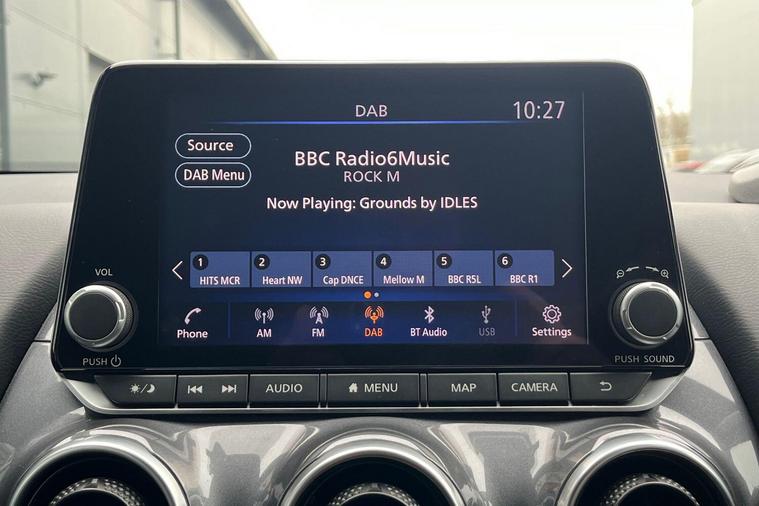 DAB
10:27
Source
BBC Radio6Music
DAB Menu
ROCK M
Now Playing: Grounds by IDLES
1
2
3
4
5
6
HITS MCR
Heart NW
Cap DNCE
Mellow M
BBC R5L
BBC R1
Phone
AM
FM
DAB
BT Audio
USB
Settings
VOL
PUSH
PUSH SOUND
AUDIO
MENU
MAP
CAMERA